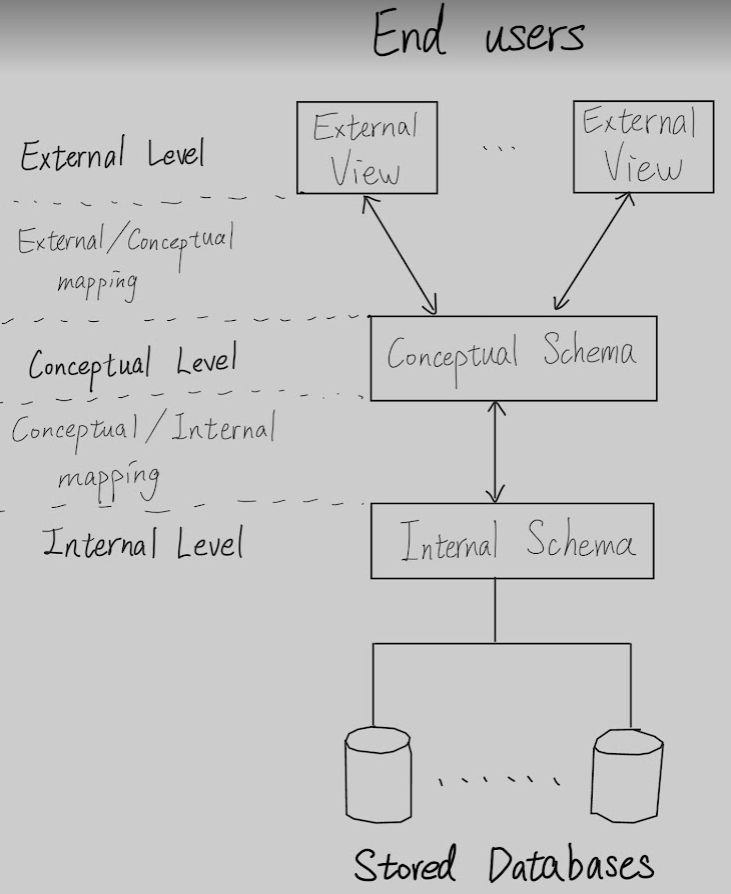 End users
External Level
External
View
...
External
View
External/Conceptual
mapping
Conceptual Level
Conceptual Schema
Conceptual/Internal
mapping
Internal Level
Internal Schema
......
Stored Databases